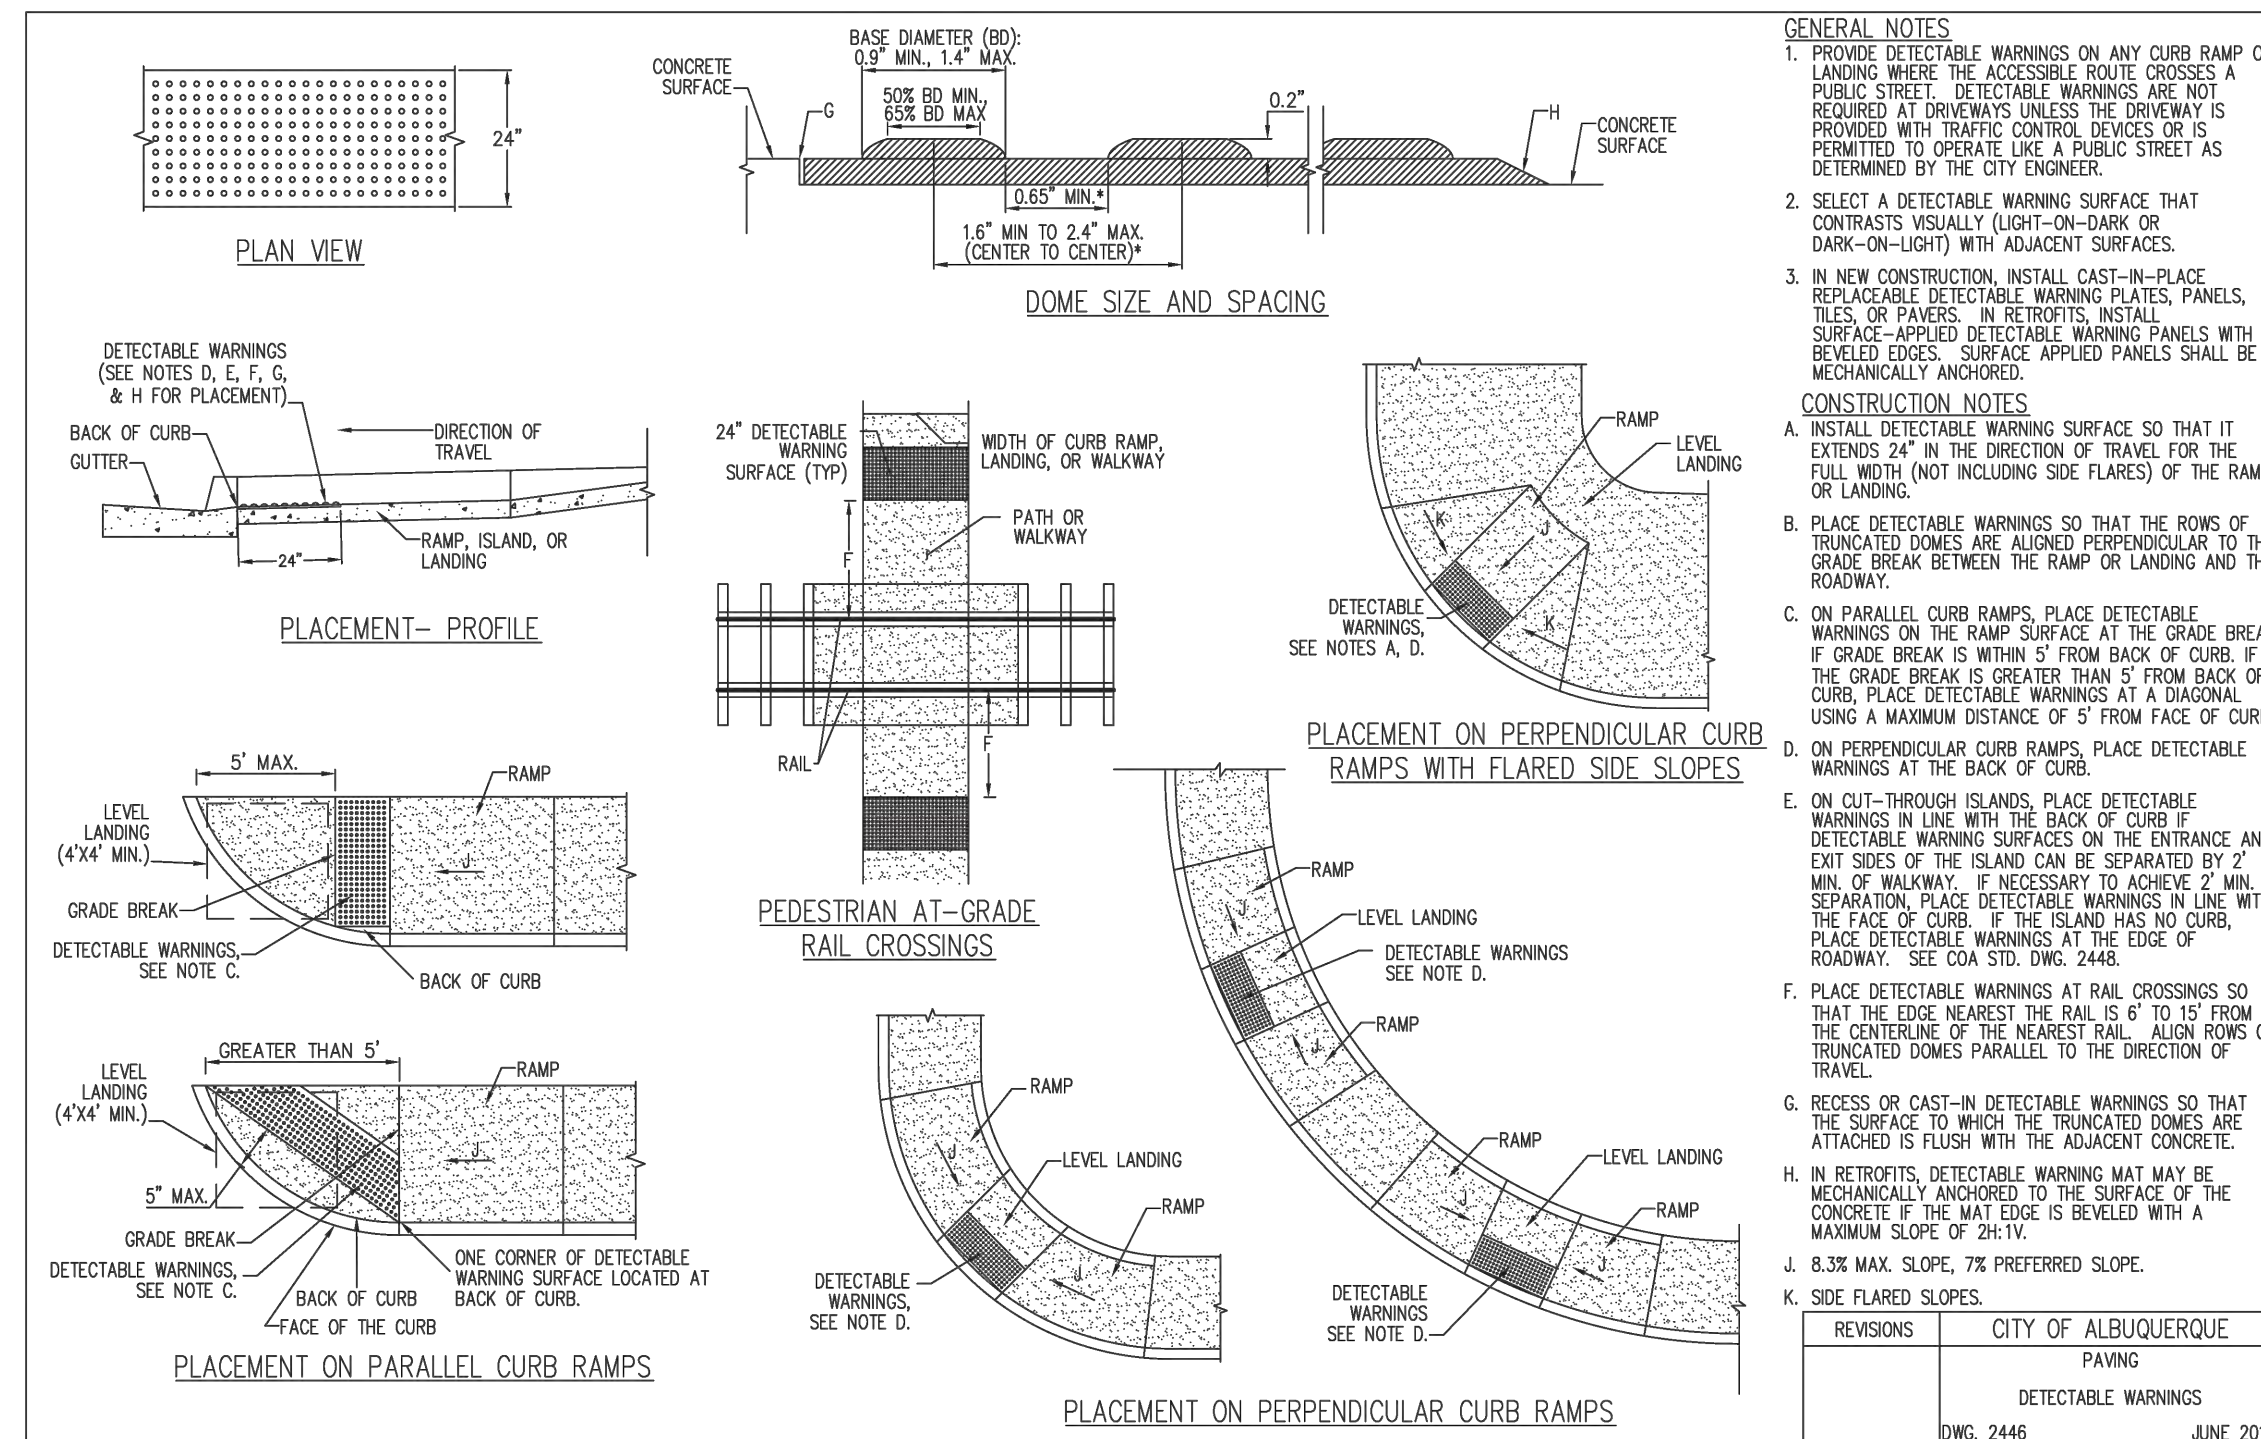 PLAN VIEW
24"
BASE DIAMETER (BD):
0.9" MIN., 1.4" MAX.
CONCRETE
SURFACE
50% BD MIN.,
65% BD MAX
G
0.2"
H
CONCRETE
SURFACE
0.65" MIN.*
1.6" MIN TO 2.4" MAX.
(CENTER TO CENTER)*
DOME SIZE AND SPACING
DETECTABLE WARNINGS
(SEE NOTES D, E, F, G,
& H FOR PLACEMENT)
BACK OF CURB
GUTTER
DIRECTION OF
TRAVEL
24"
RAMP, ISLAND, OR
LANDING
PLACEMENT- PROFILE
24" DETECTABLE
WARNING
SURFACE (TYP)
WIDTH OF CURB RAMP,
LANDING, OR WALKWAY
PATH OR
WALKWAY
F
F
RAIL
PEDESTRIAN AT-GRADE
RAIL CROSSINGS
RAMP
LEVEL
LANDING
K
J
K
DETECTABLE
WARNINGS,
SEE NOTES A, D.
PLACEMENT ON PERPENDICULAR CURB
RAMPS WITH FLARED SIDE SLOPES
5' MAX.
RAMP
LEVEL
LANDING
(4'X4' MIN.)
J
GRADE BREAK
DETECTABLE WARNINGS,
SEE NOTE C.
BACK OF CURB
GREATER THAN 5'
RAMP
LEVEL
LANDING
(4'X4' MIN.)
J
5" MAX.
GRADE BREAK
DETECTABLE WARNINGS,
SEE NOTE C.
BACK OF CURB
FACE OF THE CURB
ONE CORNER OF DETECTABLE
WARNING SURFACE LOCATED AT
BACK OF CURB.
PLACEMENT ON PARALLEL CURB RAMPS
RAMP
J
LEVEL LANDING
RAMP
J
DETECTABLE
WARNINGS,
SEE NOTE D.
RAMP
J
LEVEL LANDING
DETECTABLE WARNINGS
SEE NOTE D.
RAMP
J
RAMP
J
LEVEL LANDING
RAMP
J
DETECTABLE
WARNINGS
SEE NOTE D.
PLACEMENT ON PERPENDICULAR CURB RAMPS
GENERAL NOTES
1. PROVIDE DETECTABLE WARNINGS ON ANY CURB RAMP
LANDING WHERE THE ACCESSIBLE ROUTE CROSSES A
PUBLIC STREET. DETECTABLE WARNINGS ARE NOT
REQUIRED AT DRIVEWAYS UNLESS THE DRIVEWAY IS
PROVIDED WITH TRAFFIC CONTROL DEVICES OR IS
PERMITTED TO OPERATE LIKE A PUBLIC STREET AS
DETERMINED BY THE CITY ENGINEER.
2. SELECT A DETECTABLE WARNING SURFACE THAT
CONTRASTS VISUALLY (LIGHT-ON-DARK OR
DARK-ON-LIGHT) WITH ADJACENT SURFACES.
3. IN NEW CONSTRUCTION, INSTALL CAST-IN-PLACE
REPLACEABLE DETECTABLE WARNING PLATES, PANELS,
TILES, OR PAVERS. IN RETROFITS, INSTALL
SURFACE-APPLIED DETECTABLE WARNING PANELS WITH
BEVELED EDGES. SURFACE APPLIED PANELS SHALL BE
MECHANICALLY ANCHORED.
CONSTRUCTION NOTES
A. INSTALL DETECTABLE WARNING SURFACE SO THAT IT
EXTENDS 24" IN THE DIRECTION OF TRAVEL FOR THE
FULL WIDTH (NOT INCLUDING SIDE FLARES) OF THE
OR LANDING.
B. PLACE DETECTABLE WARNINGS SO THAT THE ROWS OF
TRUNCATED DOMES ARE ALIGNED PERPENDICULAR TO
GRADE BREAK BETWEEN THE RAMP OR LANDING AND
ROADWAY.
C. ON PARALLEL CURB RAMPS, PLACE DETECTABLE
WARNINGS ON THE RAMP SURFACE AT THE GRADE
IF GRADE BREAK IS WITHIN 5' FROM BACK OF CURB. IF
THE GRADE BREAK IS GREATER THAN 5' FROM BACK
CURB, PLACE DETECTABLE WARNINGS AT A DIAGONAL
USING A MAXIMUM DISTANCE OF 5' FROM FACE OF
D. ON PERPENDICULAR CURB RAMPS, PLACE DETECTABLE
WARNINGS AT THE BACK OF CURB.
E. ON CUT-THROUGH ISLANDS, PLACE DETECTABLE
WARNINGS IN LINE WITH THE BACK OF CURB IF
DETECTABLE WARNING SURFACES ON THE ENTRANCE
EXIT SIDES OF THE ISLAND CAN BE SEPARATED BY 2'
MIN. OF WALKWAY. IF NECESSARY TO ACHIEVE 2' MIN.
SEPARATION, PLACE DETECTABLE WARNINGS IN LINE
THE FACE OF CURB. IF THE ISLAND HAS NO CURB,
PLACE DETECTABLE WARNINGS AT THE EDGE OF
ROADWAY. SEE COA STD. DWG. 2448.
F. PLACE DETECTABLE WARNINGS AT RAIL CROSSINGS SO
THAT THE EDGE NEAREST THE RAIL IS 6' TO 15' FROM
THE CENTERLINE OF THE NEAREST RAIL. ALIGN ROWS
TRUNCATED DOMES PARALLEL TO THE DIRECTION OF
TRAVEL.
G. RECESS OR CAST-IN DETECTABLE WARNINGS SO THAT
THE SURFACE TO WHICH THE TRUNCATED DOMES ARE
ATTACHED IS FLUSH WITH THE ADJACENT CONCRETE.
H. IN RETROFITS, DETECTABLE WARNING MAT MAY BE
MECHANICALLY ANCHORED TO THE SURFACE OF THE
CONCRETE IF THE MAT EDGE IS BEVELED WITH A
MAXIMUM SLOPE OF 2H:1V.
J. 8.3% MAX. SLOPE, 7% PREFERRED SLOPE.
K. SIDE FLARED SLOPES.
REVISIONS
CITY OF ALBUQUERQUE
PAVING
DETECTABLE WARNINGS
DWG. 2446
JUNE